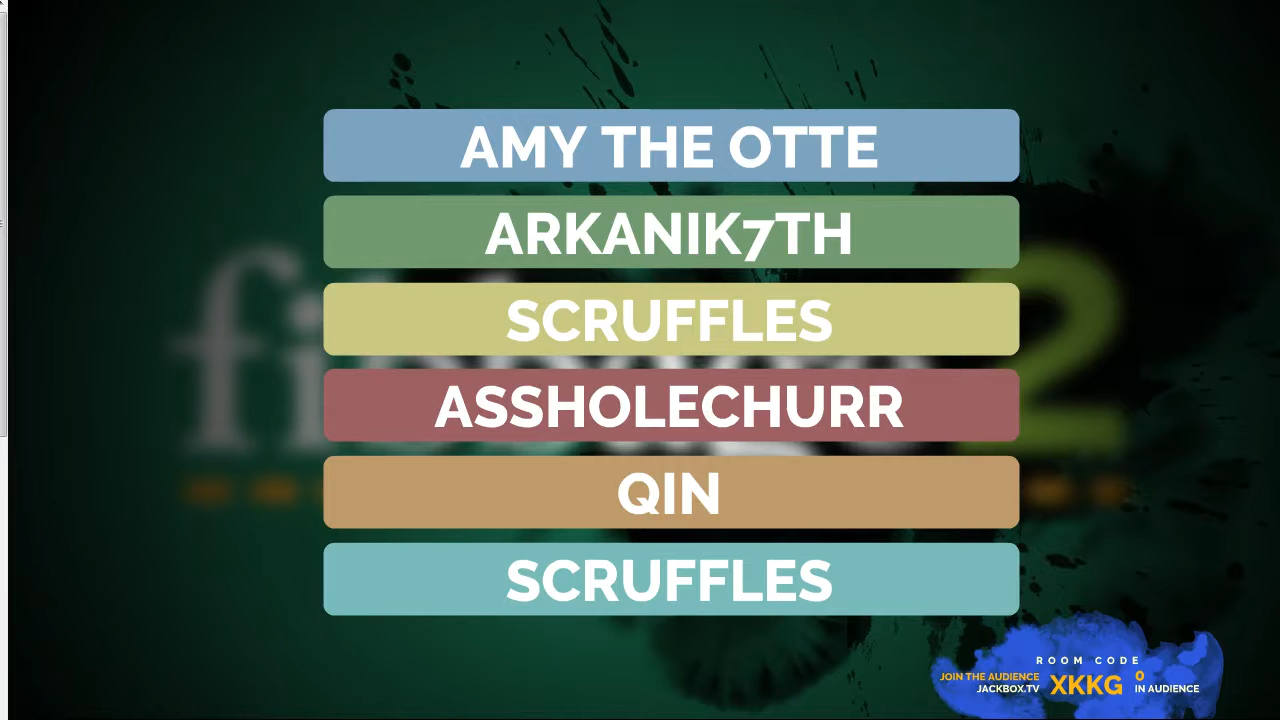 AMY THE OTTE
ARKANIK7TH
SCRUFFLES
ASSHOLECHURR
QIN
SCRUFFLES
2
ROOM CODE
JOIN THE AUDIENCE
JACKBOX.TV
XKKG
0
IN AUDIENCE